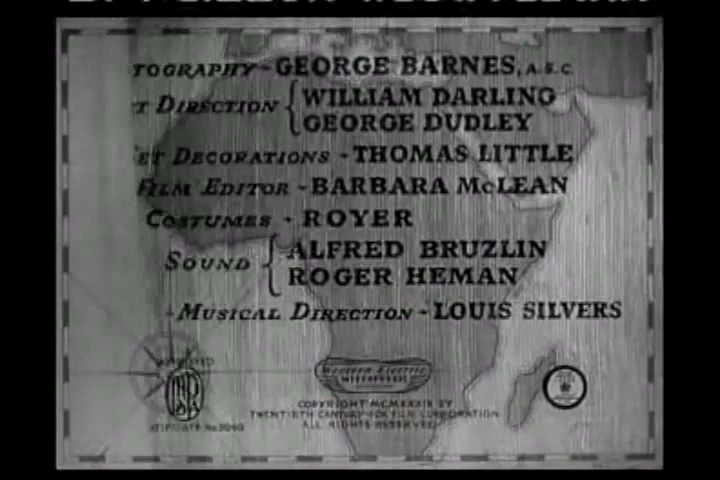 TOGRAPHY - GEORGE BARNES, A.S.C.
T DIRECTION { WILLIAM DARLING
GEORGE DUDLEY
ET DECORATIONS - THOMAS LITTLE
FILM EDITOR - BARBARA McLEAN
COSTUMES - ROYER
SOUND { ALFRED BRUZLIN
ROGER HEMAN
MUSICAL DIRECTION - LOUIS SILVERS
Western Electric
COPYRIGHT MCMXXXIX BY
TWENTIETH CENTURY-FOX FILM CORPORATION
ALL RIGHTS RESERVED